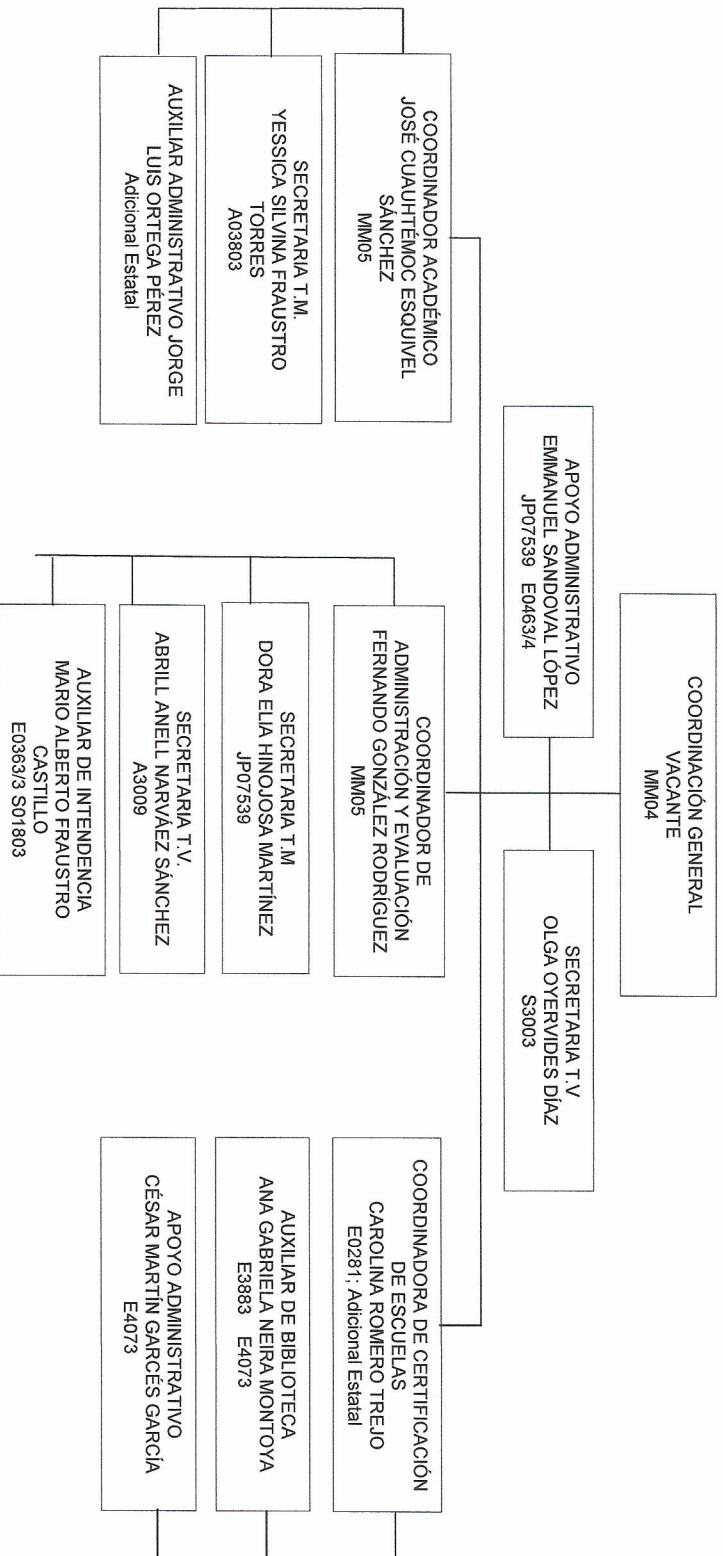 COORDINACIÓN GENERAL
VACANTE
MM04
APOYO ADMINISTRATIVO
EMMANUEL SANDOVAL LÓPEZ
JP07539 E0463/4
SECRETARIA T.V
OLGA OYERVIDES DÍAZ
S3003
COORDINADOR ACADÉMICO
JOSÉ CUAUHTÉMOC ESQUIVEL
SÁNCHEZ
MM05
SECRETARIA T.M.
YESSICA SILVINA FRAUSTRO
TORRES
A03803
AUXILIAR ADMINISTRATIVO JORGE
LUIS ORTEGA PÉREZ
Adicional Estatal
COORDINADOR DE
ADMINISTRACIÓN Y EVALUACIÓN
FERNANDO GONZÁLEZ RODRÍGUEZ
MM05
SECRETARIA T.M
DORA ELIA HINOJOSA MARTÍNEZ
JP07539
SECRETARIA T.V.
ABRILL ANELL NARVÁEZ SÁNCHEZ
A3009
AUXILIAR DE INTENDENCIA
MARIO ALBERTO FRAUSTRO
CASTILLO
E0363/3 S01803
COORDINADORA DE CERTIFICACIÓN
DE ESCUELAS
CAROLINA ROMERO TREJO
E0281; Adicional Estatal
AUXILIAR DE BIBLIOTECA
ANA GABRIELA NEIRA MONTOYA
E3883 E4073
APOYO ADMINISTRATIVO
CÉSAR MARTÍN GARCÉS GARCÍA
E4073